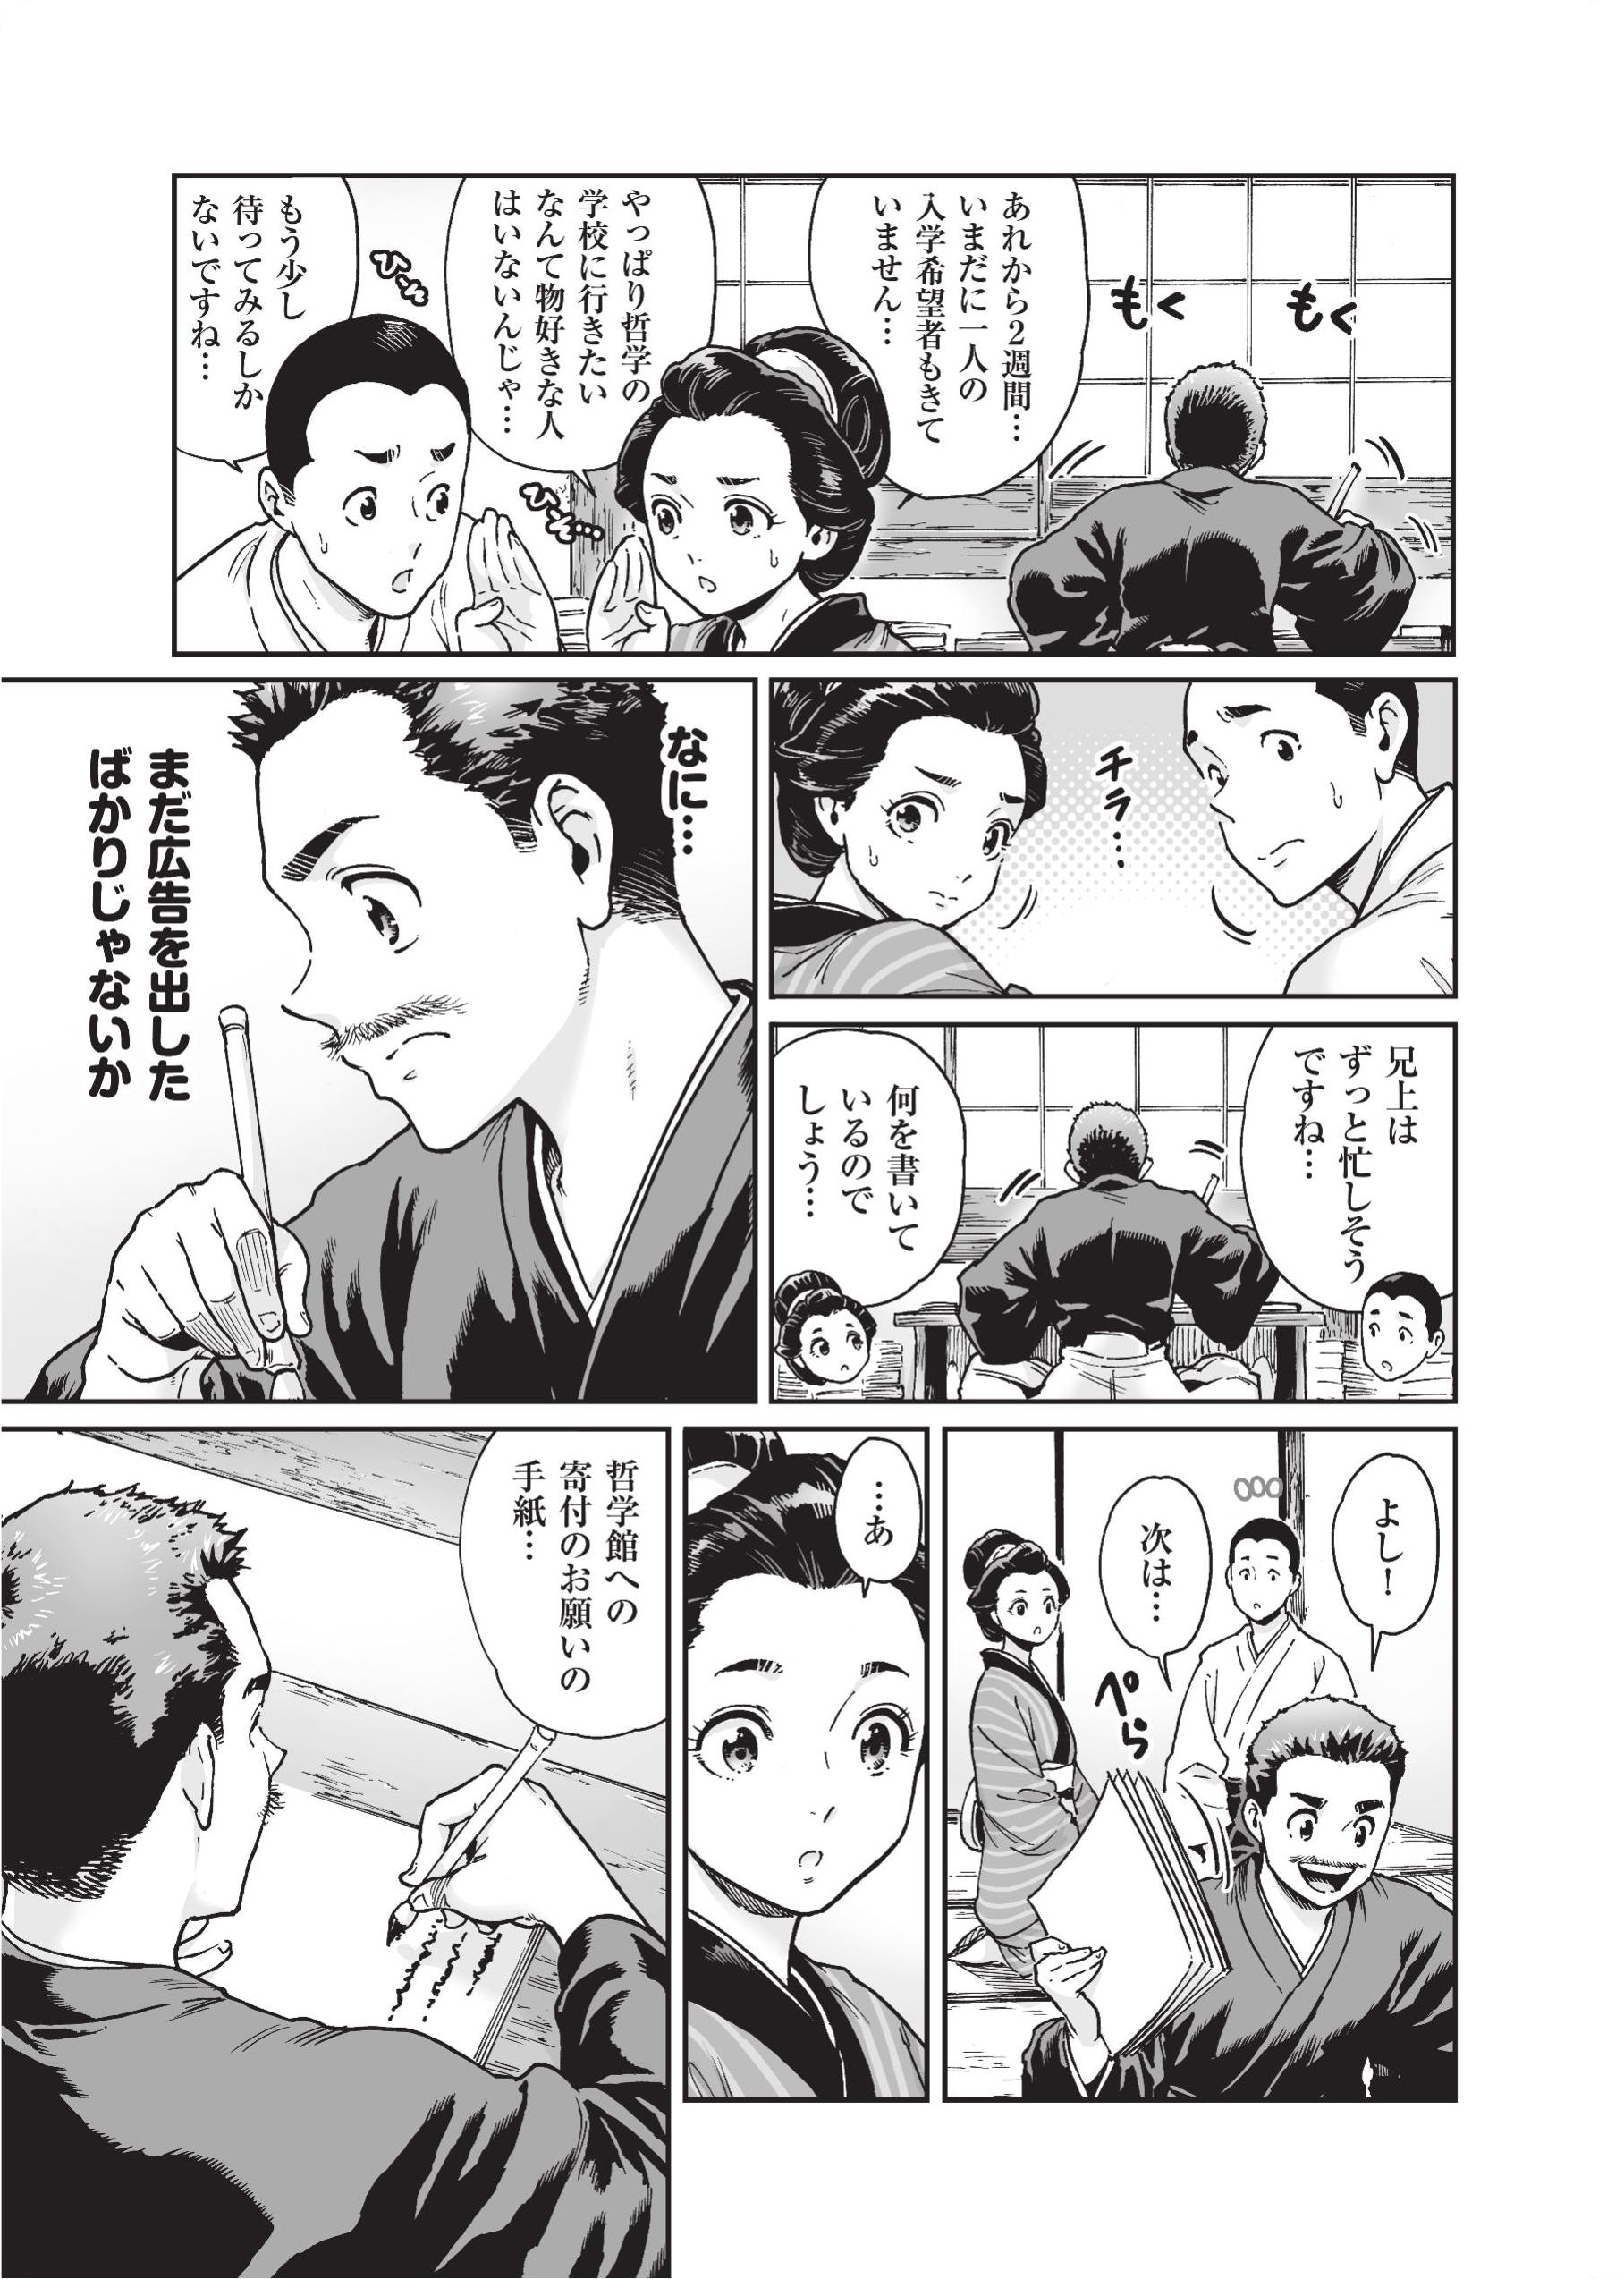 もく
もく
あれから2週間…
いまだに一人の
入学希望者もきて
いません…
やっぱり哲学の
学校に行きたい
なんて物好きな人
はいないんじゃ…
ひそ…
ひそ
もう少し
待ってみるしか
ないですね…
チラ…
兄上は
ずっと忙しそう
ですね…
何を書いて
いるので
しょう…
なに…
まだ広告を出した
ばかりじゃないか
よし!
次は…
ぺら
…あ
哲学館への
寄付のお願いの
手紙…